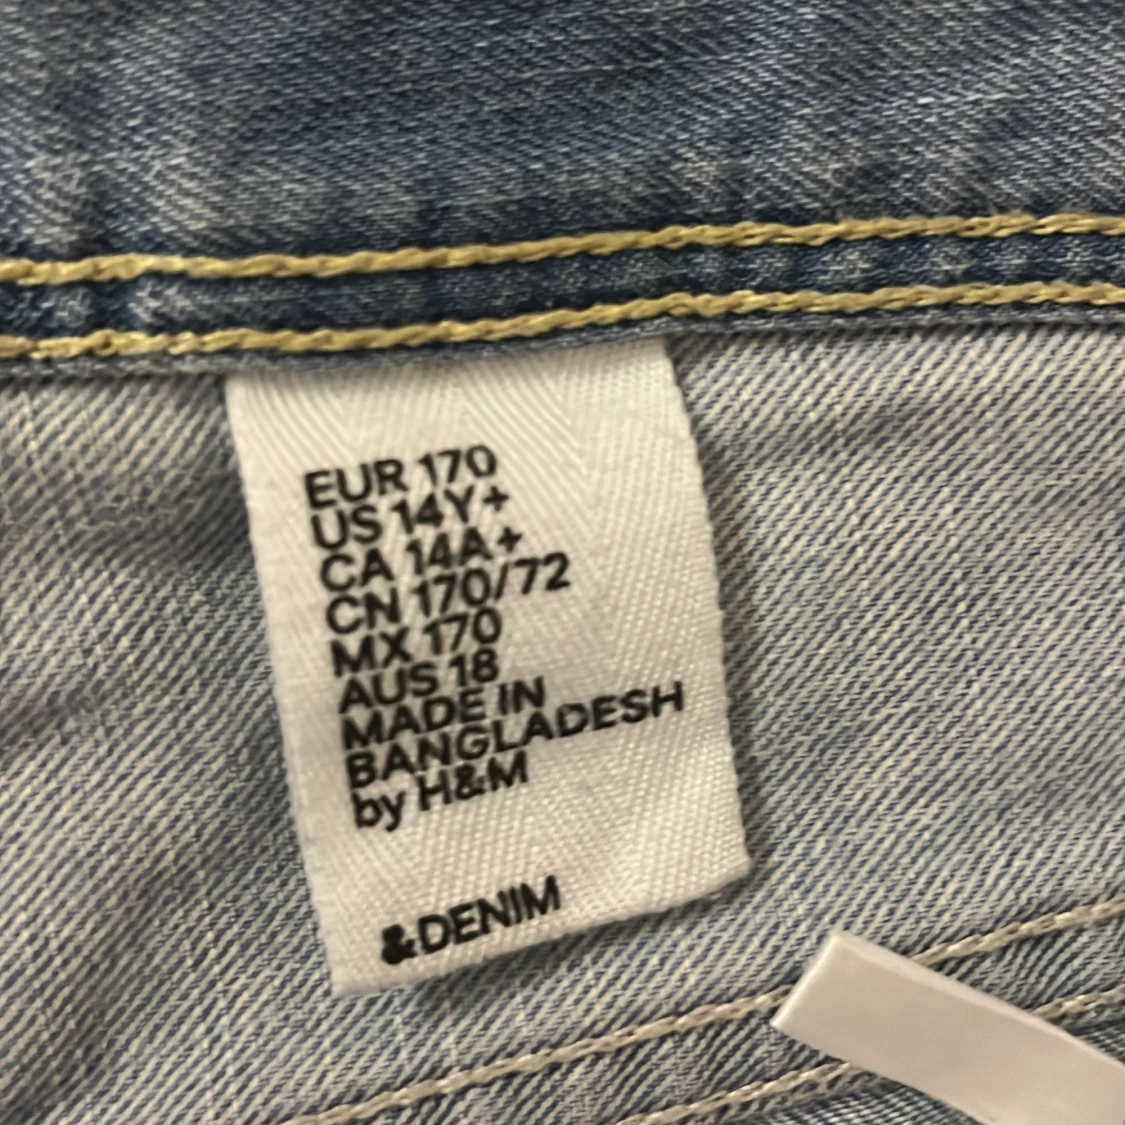 EUR 170
US 14Y+
CA 14A+
CN 170/72
MX 170
AUS 18
MADE IN
BANGLADESH
by H&M
&DENIM